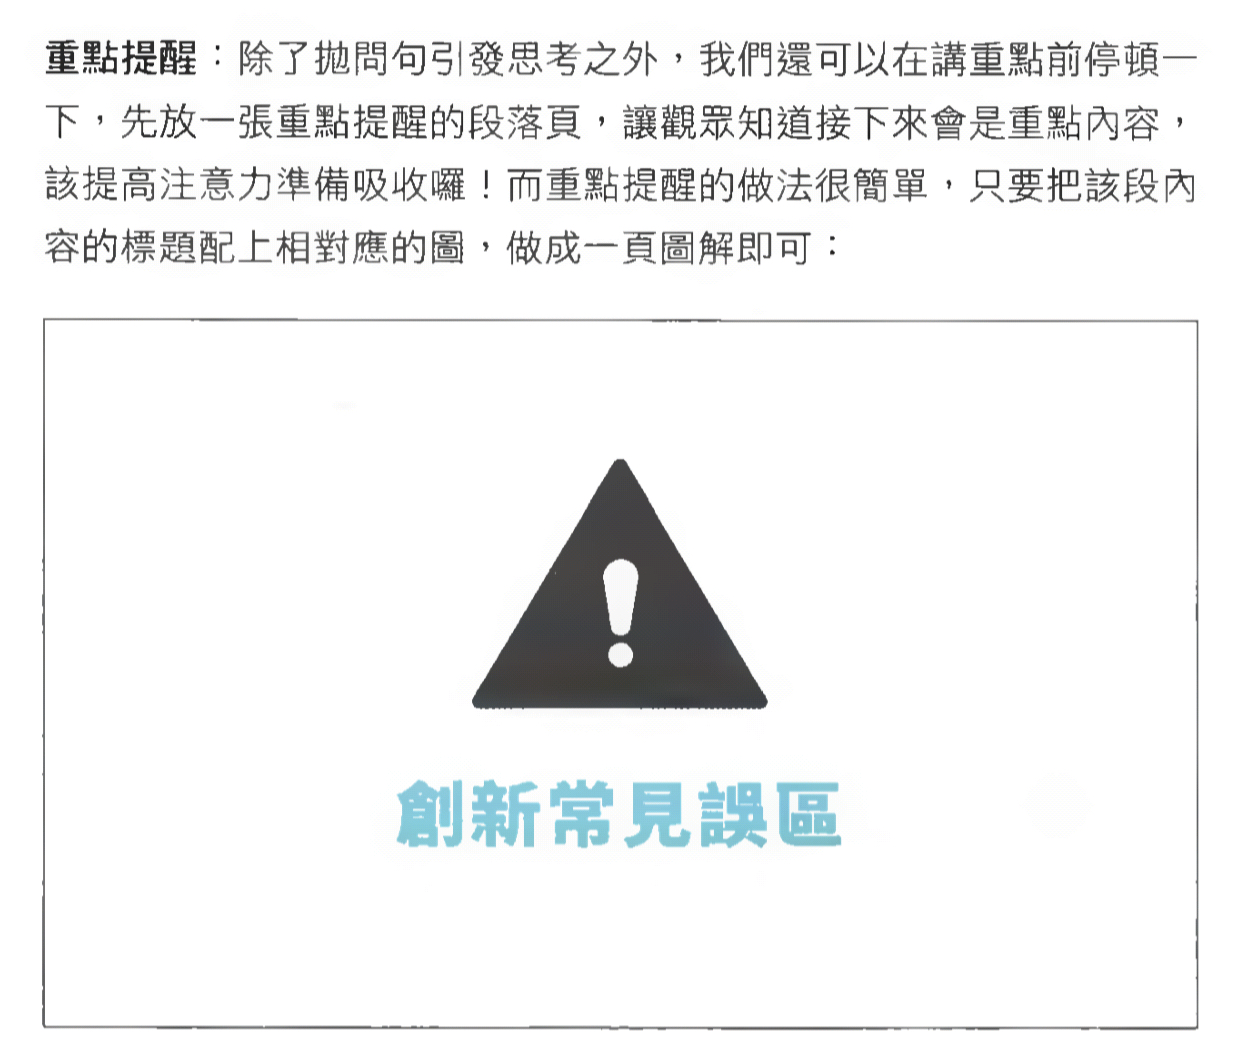 重點提醒：除了拋問句引發思考之外，我們還可以在講重點前停頓一
下，先放一張重點提醒的段落頁，讓觀眾知道接下來會是重點內容，
該提高注意力準備吸收囉！而重點提醒的做法很簡單，只要把該段內
容的標題配上相對應的圖，做成一頁圖解即可：
創新常見誤區